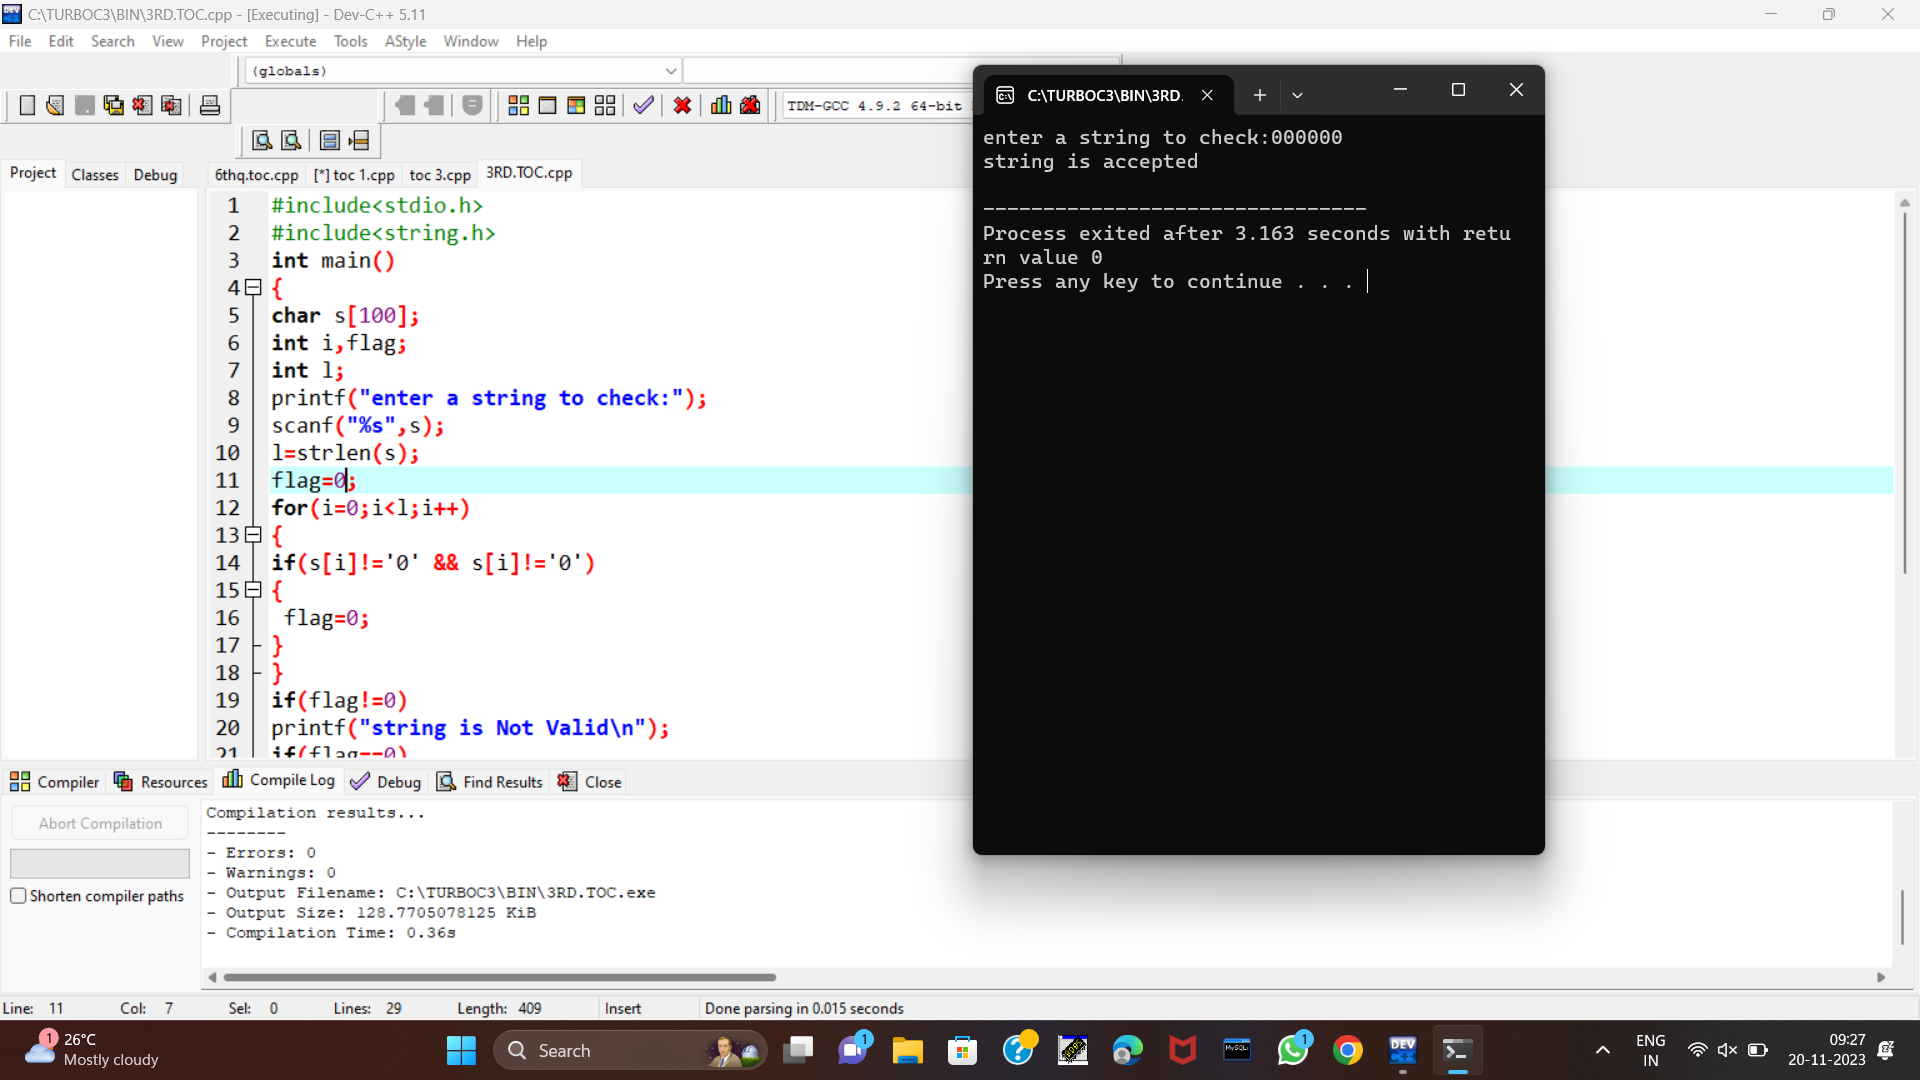 C:\TURBOC3\BIN\3RD.TOC.cpp - [Executing] - Dev-C++ 5.11
File Edit Search View Project Execute Tools AStyle Window Help
(globals)
TDM-GCC 4.9.2 64-bit
Project Classes Debug
6thq.toc.cpp [*] toc 1.cpp toc 3.cpp 3RD.TOC.cpp
1 #include<stdio.h>
2 #include<string.h>
3 int main()
4 {
5 char s[100];
6 int i,flag;
7 int l;
8 printf("enter a string to check:");
9 scanf("%s",s);
10 l=strlen(s);
11 flag=0;
12 for(i=0;i<l;i++)
13 {
14 if(s[i]!='0' && s[i]!='0')
15 {
16 flag=0;
17 }
18 }
19 if(flag!=0)
20 printf("string is Not Valid\n");
21 if(flag==0)
C:\TURBOC3\BIN\3RD.
enter a string to check:000000
string is accepted
--------------------------------
Process exited after 3.163 seconds with retu
rn value 0
Press any key to continue . . .
Compiler Resources Compile Log Debug Find Results Close
Abort Compilation
Shorten compiler paths
Compilation results...
--------
- Errors: 0
- Warnings: 0
- Output Filename: C:\TURBOC3\BIN\3RD.TOC.exe
- Output Size: 128.7705078125 KiB
- Compilation Time: 0.36s
Line: 11 Col: 7 Sel: 0 Lines: 29 Length: 409 Insert Done parsing in 0.015 seconds
1
26°C
Mostly cloudy
Search
1
MySQL
1
DEV
C++
ENG
IN
09:27
20-11-2023